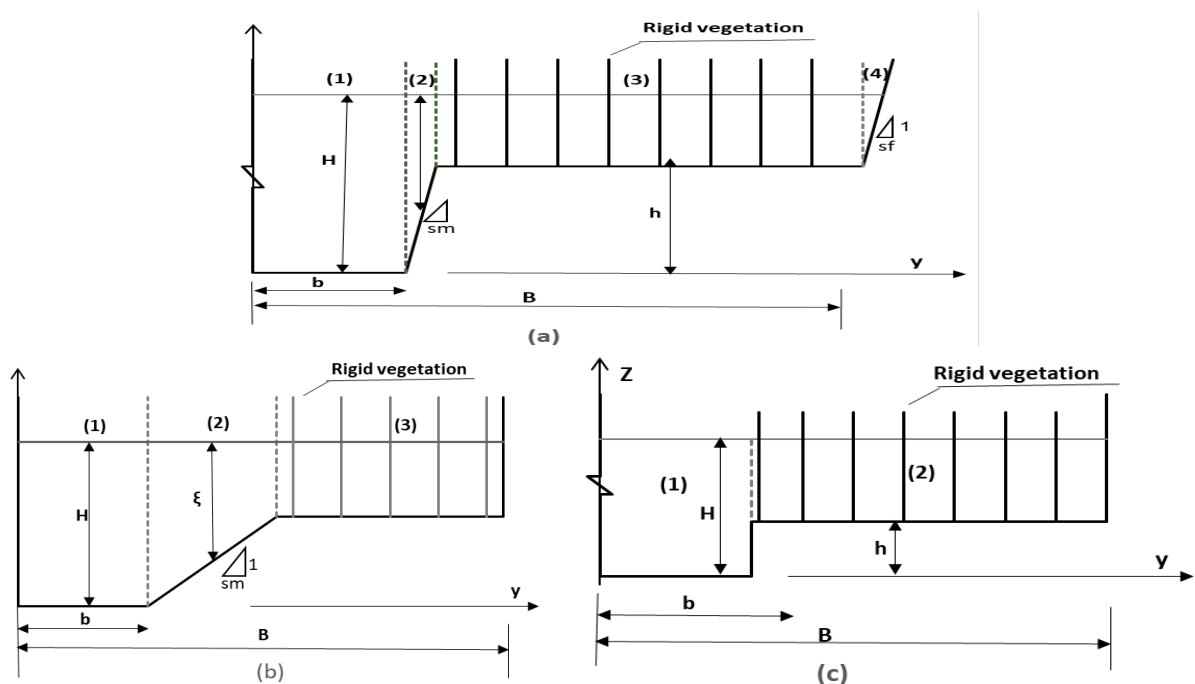 Rigid vegetation
(1)
(2)
(3)
(4)
H
1
sf
h
sm
y
b
B
(a)
Rigid vegetation
(1)
(2)
(3)
H
ξ
1
sm
y
b
B
(b)
Z
Rigid vegetation
(1)
(2)
H
h
y
b
B
(c)